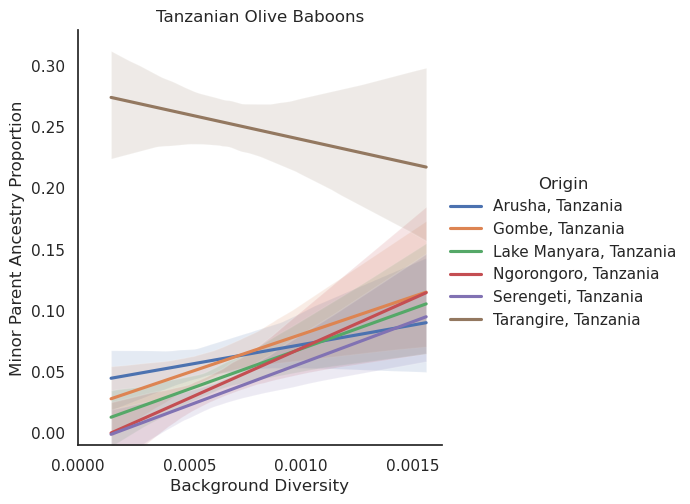 Tanzanian Olive Baboons
Minor Parent Ancestry Proportion
0.30
0.25
0.20
0.15
0.10
0.05
0.00
0.0000
0.0005
0.0010
0.0015
Background Diversity
Origin
Arusha, Tanzania
Gombe, Tanzania
Lake Manyara, Tanzania
Ngorongoro, Tanzania
Serengeti, Tanzania
Tarangire, Tanzania